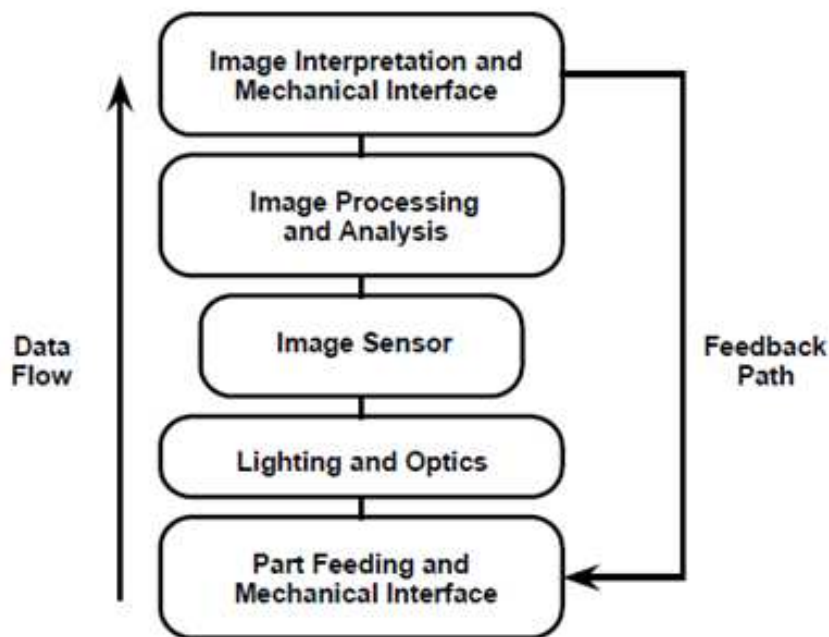 Image Interpretation and
Mechanical Interface
Image Processing
and Analysis
Image Sensor
Data
Flow
Feedback
Path
Lighting and Optics
Part Feeding and
Mechanical Interface